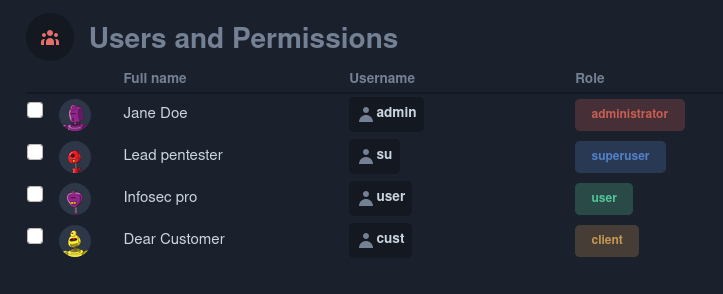 Users and Permissions
Full name Username Role
Jane Doe admin administrator
Lead pentester su superuser
Infosec pro user user
Dear Customer cust client